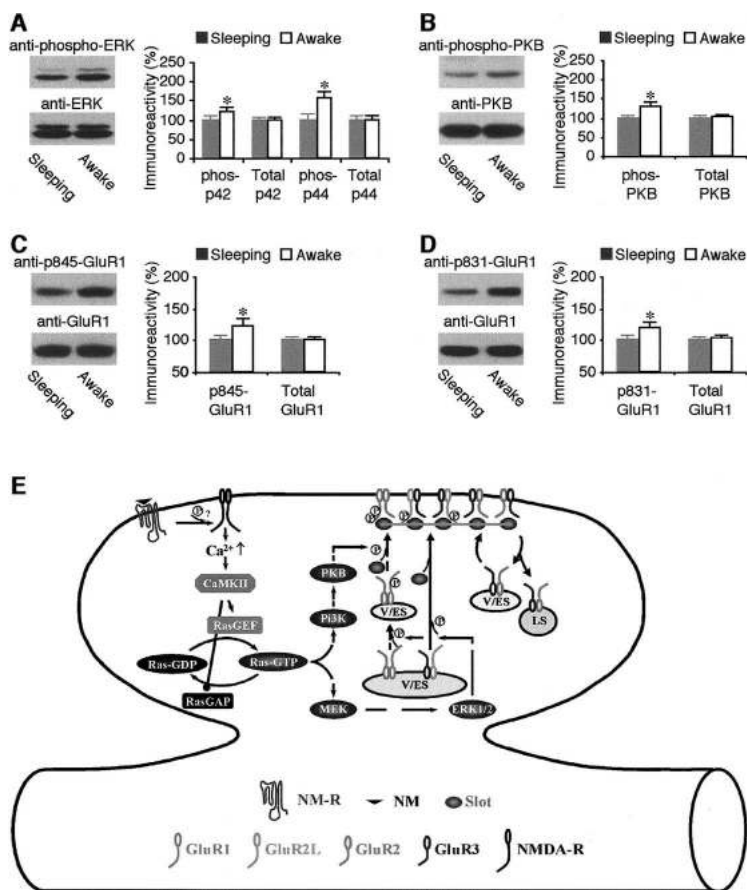 A
anti-phospho-ERK
anti-ERK
Sleeping
Awake
Sleeping Awake
Immunoreactivity (%)
250
200
150
100
50
0
*
*
phos-p42
Total p42
phos-p44
Total p44
B
anti-phospho-PKB
anti-PKB
Sleeping
Awake
Sleeping Awake
Immunoreactivity (%)
200
150
100
50
0
*
phos-PKB
Total PKB
C
anti-p845-GluR1
anti-GluR1
Sleeping
Awake
Sleeping Awake
Immunoreactivity (%)
200
150
100
50
*
p845-GluR1
Total GluR1
D
anti-p831-GluR1
anti-GluR1
Sleeping
Awake
Sleeping Awake
Immunoreactivity (%)
200
150
100
50
*
p831-GluR1
Total GluR1
E
NM-R
P ?
Ca2+ ↑
CaMKII
RasGEF
Ras-GDP
Ras-GTP
RasGAP
PKB
Pi3K
MEK
ERK1/2
P
P
P
P
P
P
P
P
V/ES
V/ES
V/ES
LS
NM-R
NM
Slot
GluR1
GluR2L
GluR2
GluR3
NMDA-R